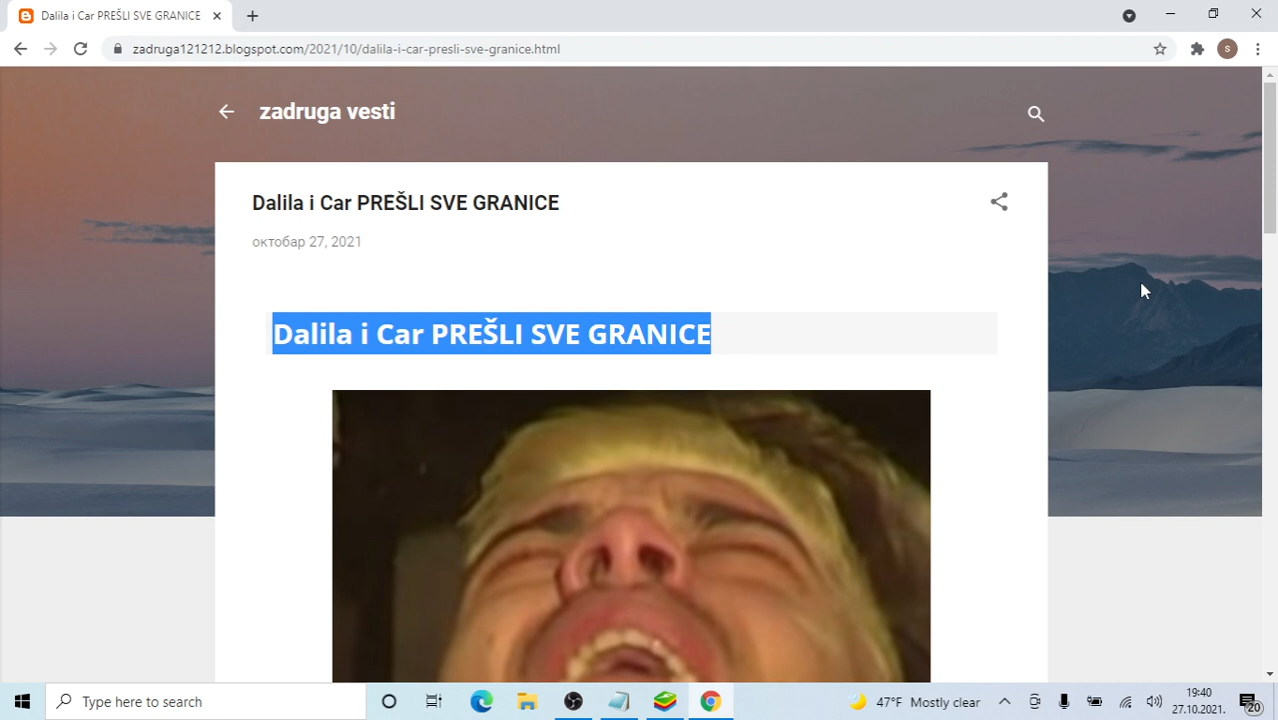 Dalila i Car PREŠLI SVE GRANICE
zadruga121212.blogspot.com/2021/10/dalila-i-car-presli-sve-granice.html
S
zadruga vesti
Dalila i Car PREŠLI SVE GRANICE
октобар 27, 2021
Dalila i Car PREŠLI SVE GRANICE
Type here to search
47°F Mostly clear
19:40
27.10.2021.
20